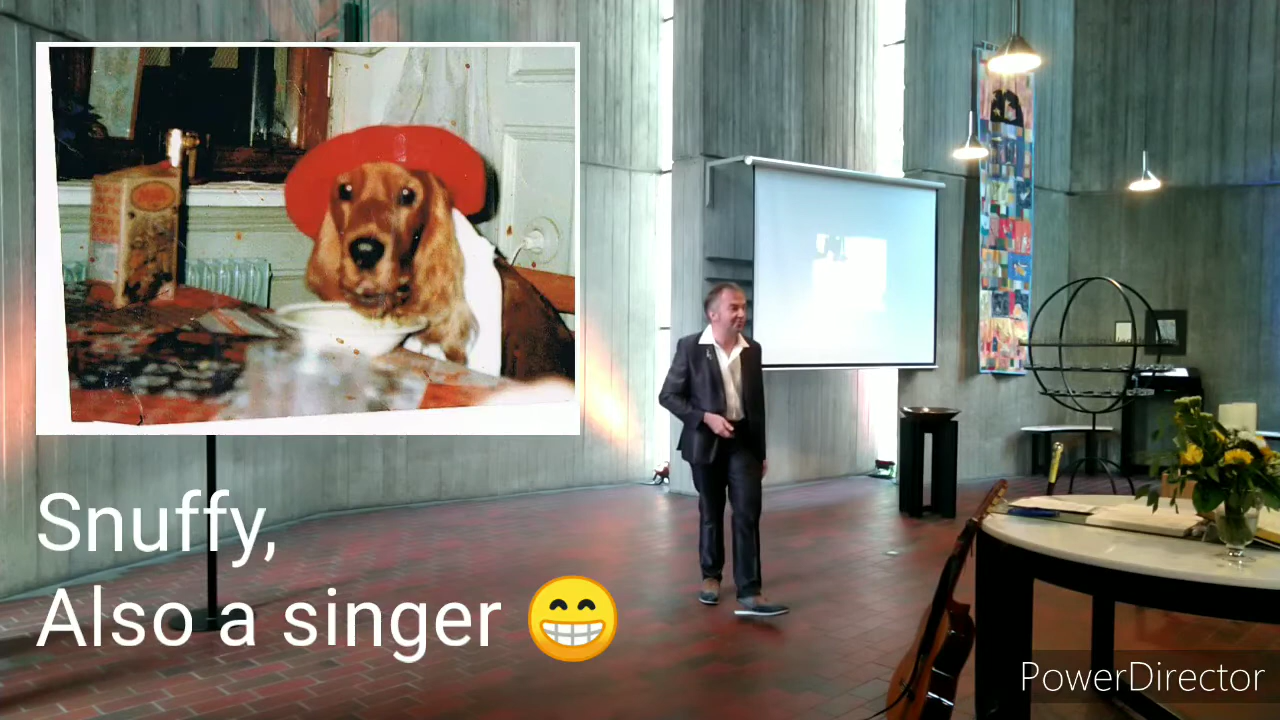 Snuffy,
Also a singer 😁
PowerDirector